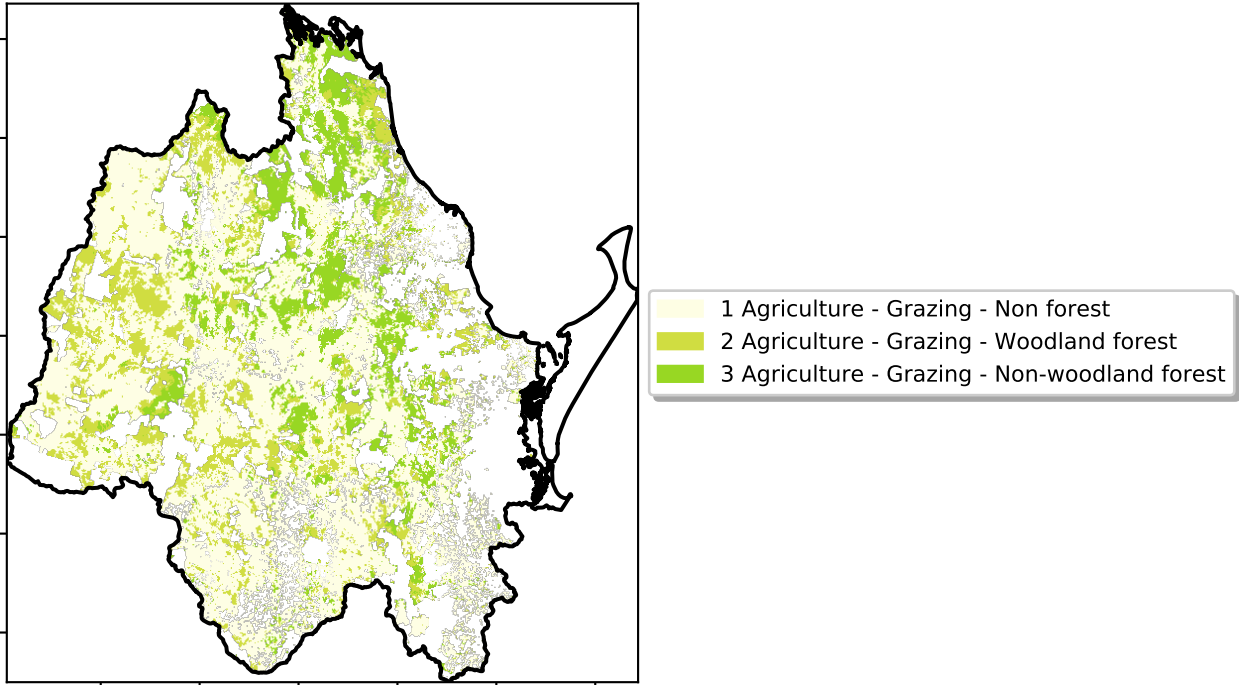 1 Agriculture - Grazing - Non forest
2 Agriculture - Grazing - Woodland forest
3 Agriculture - Grazing - Non-woodland forest